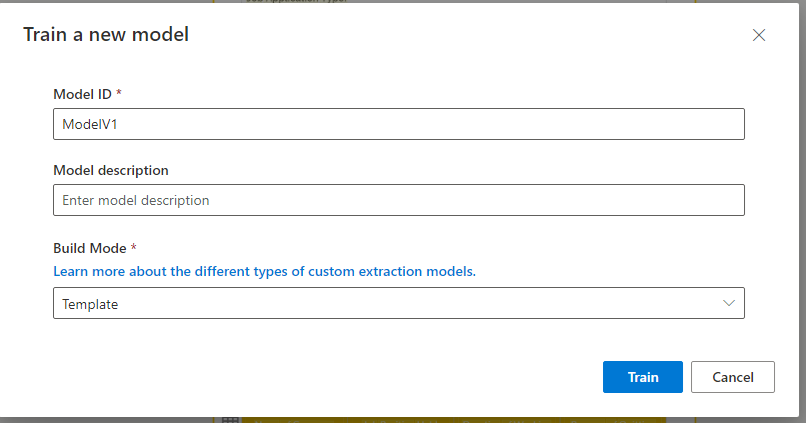 Train a new model
Model ID *
ModelV1
Model description
Enter model description
Build Mode *
Learn more about the different types of custom extraction models.
Template
Train
Cancel